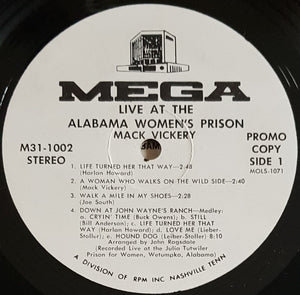 MEGA
LIVE AT THE
ALABAMA WOMEN'S PRISON
MACK VICKERY
M31-1002
STEREO
PROMO
COPY
SIDE 1
MOLS-1071
1. LIFE TURNED HER THAT WAY—2:48
(Harlan Howard)
2. A WOMAN WHO WALKS ON THE WILD SIDE—2:40
(Mack Vickery)
3. WALK A MILE IN MY SHOES—2:28
(Joe South)
4. DOWN AT JOHN WAYNE'S RANCH—Medley:
a. CRYIN' TIME (Buck Owens); b. STILL
(Bill Anderson); c. LIFE TURNED HER THAT
WAY (Harlan Howard); d. LOVE ME (Lieber-
Stoller); e. HOUND DOG (Leiber-Stoller)—8:10
Arranged by John Ragsdale
(Recorded Live at the Julia Tutwiler
Prison for Women, Wetumpka, Alabama)
A DIVISION OF RPM INC NASHVILLE TENN